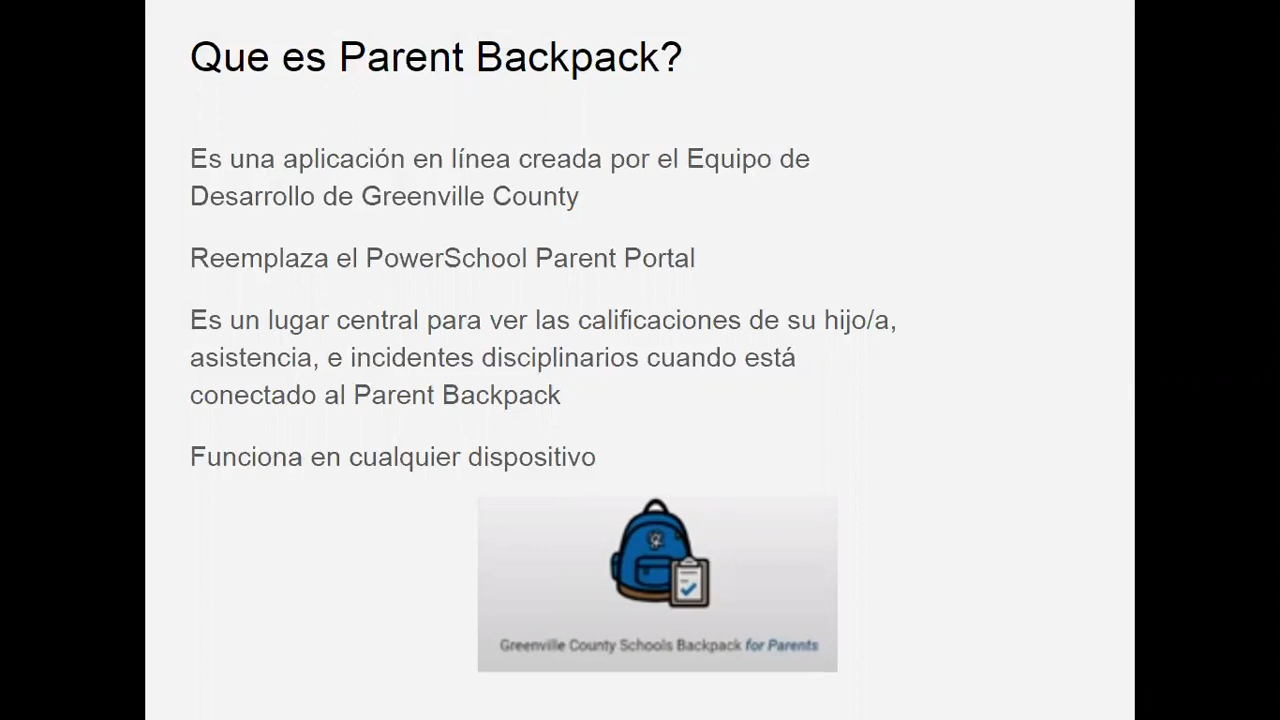 Que es Parent Backpack?
Es una aplicación en línea creada por el Equipo de
Desarrollo de Greenville County
Reemplaza el PowerSchool Parent Portal
Es un lugar central para ver las calificaciones de su hijo/a,
asistencia, e incidentes disciplinarios cuando está
conectado al Parent Backpack
Funciona en cualquier dispositivo
Greenville County Schools Backpack for Parents